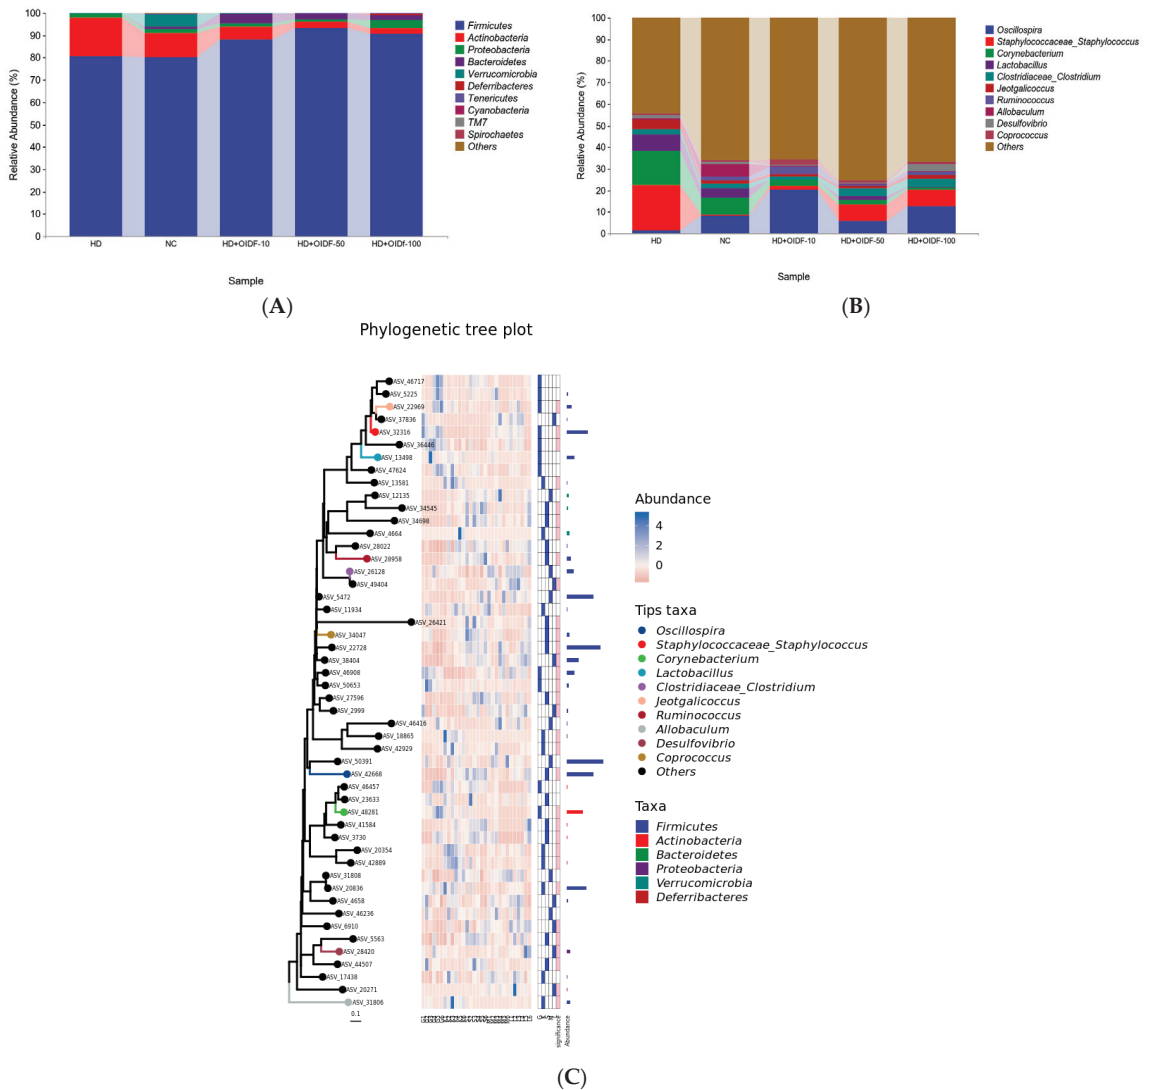 100
90
80
70
60
50
40
30
20
10
0
Relative Abundance (%)
HD
NC
HD+OIDF-10
HD+OIDF-50
HD+OIDf-100
Sample
Firmicutes
Actinobacteria
Proteobacteria
Bacteroidetes
Verrucomicrobia
Deferribacteres
Tenericutes
Cyanobacteria
TM7
Spirochaetes
Others
(A)
100
90
80
70
60
50
40
30
20
10
0
Relative Abundance (%)
HD
NC
HD+OIDF-10
HD+OIDF-50
HD+OIDF-100
Sample
Oscillospira
Staphylococcaceae_Staphylococcus
Corynebacterium
Lactobacillus
Clostridiaceae_Clostridium
Jeotgalicoccus
Ruminococcus
Allobaculum
Desulfovibrio
Coprococcus
Others
(B)
Phylogenetic tree plot
ASV_46717
ASV_5225
ASV_22969
ASV_37836
ASV_32316
ASV_36446
ASV_13498
ASV_47624
ASV_13581
ASV_12135
ASV_34545
ASV_34698
ASV_4664
ASV_28022
ASV_28958
ASV_26128
ASV_49404
ASV_5472
ASV_11934
ASV_26421
ASV_34047
ASV_22728
ASV_38404
ASV_46908
ASV_50653
ASV_27596
ASV_2999
ASV_46416
ASV_18865
ASV_42929
ASV_50391
ASV_42668
ASV_46457
ASV_23633
ASV_48281
ASV_41584
ASV_3730
ASV_20354
ASV_42889
ASV_31808
ASV_20836
ASV_4658
ASV_46236
ASV_6910
ASV_5563
ASV_28420
ASV_44507
ASV_17438
ASV_20271
ASV_31806
0.1
significance
Abundance
Abundance
4
2
0
Tips taxa
Oscillospira
Staphylococcaceae_Staphylococcus
Corynebacterium
Lactobacillus
Clostridiaceae_Clostridium
Jeotgalicoccus
Ruminococcus
Allobaculum
Desulfovibrio
Coprococcus
Others
Taxa
Firmicutes
Actinobacteria
Bacteroidetes
Proteobacteria
Verrucomicrobia
Deferribacteres
(C)